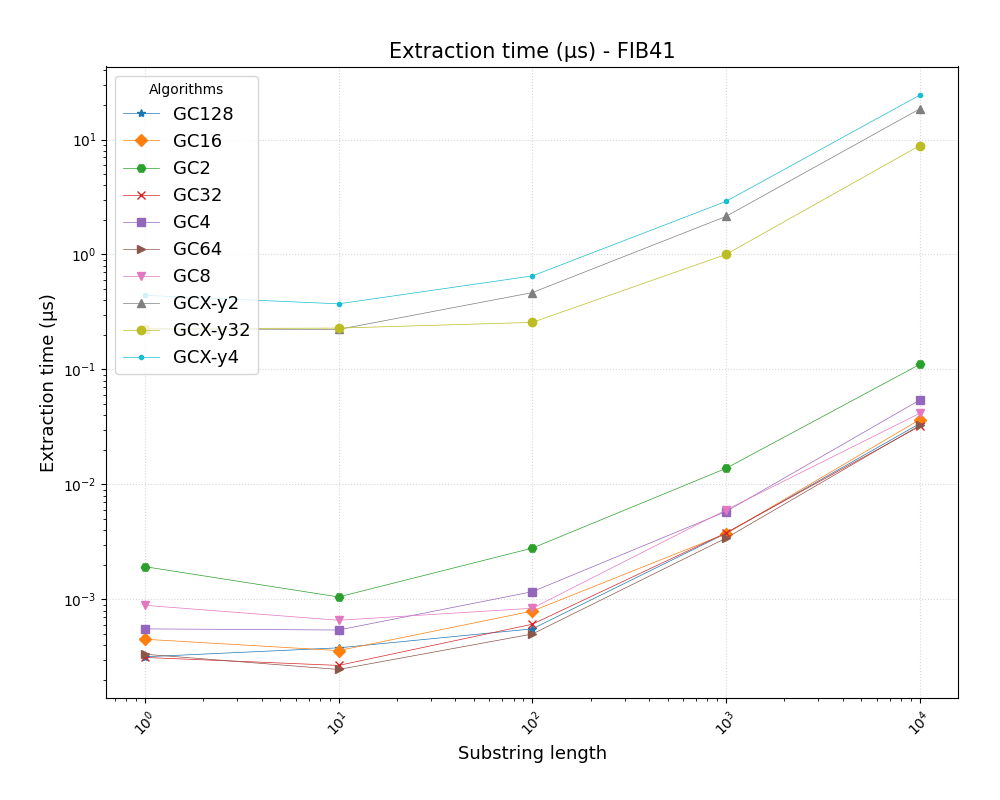 Extraction time (μs) - FIB41
Algorithms
GC128
GC16
GC2
GC32
GC4
GC64
GC8
GCX-y2
GCX-y32
GCX-y4
Extraction time (μs)
10¹
10⁰
10⁻¹
10⁻²
10⁻³
10⁰ 10¹ 10² 10³ 10⁴
Substring length